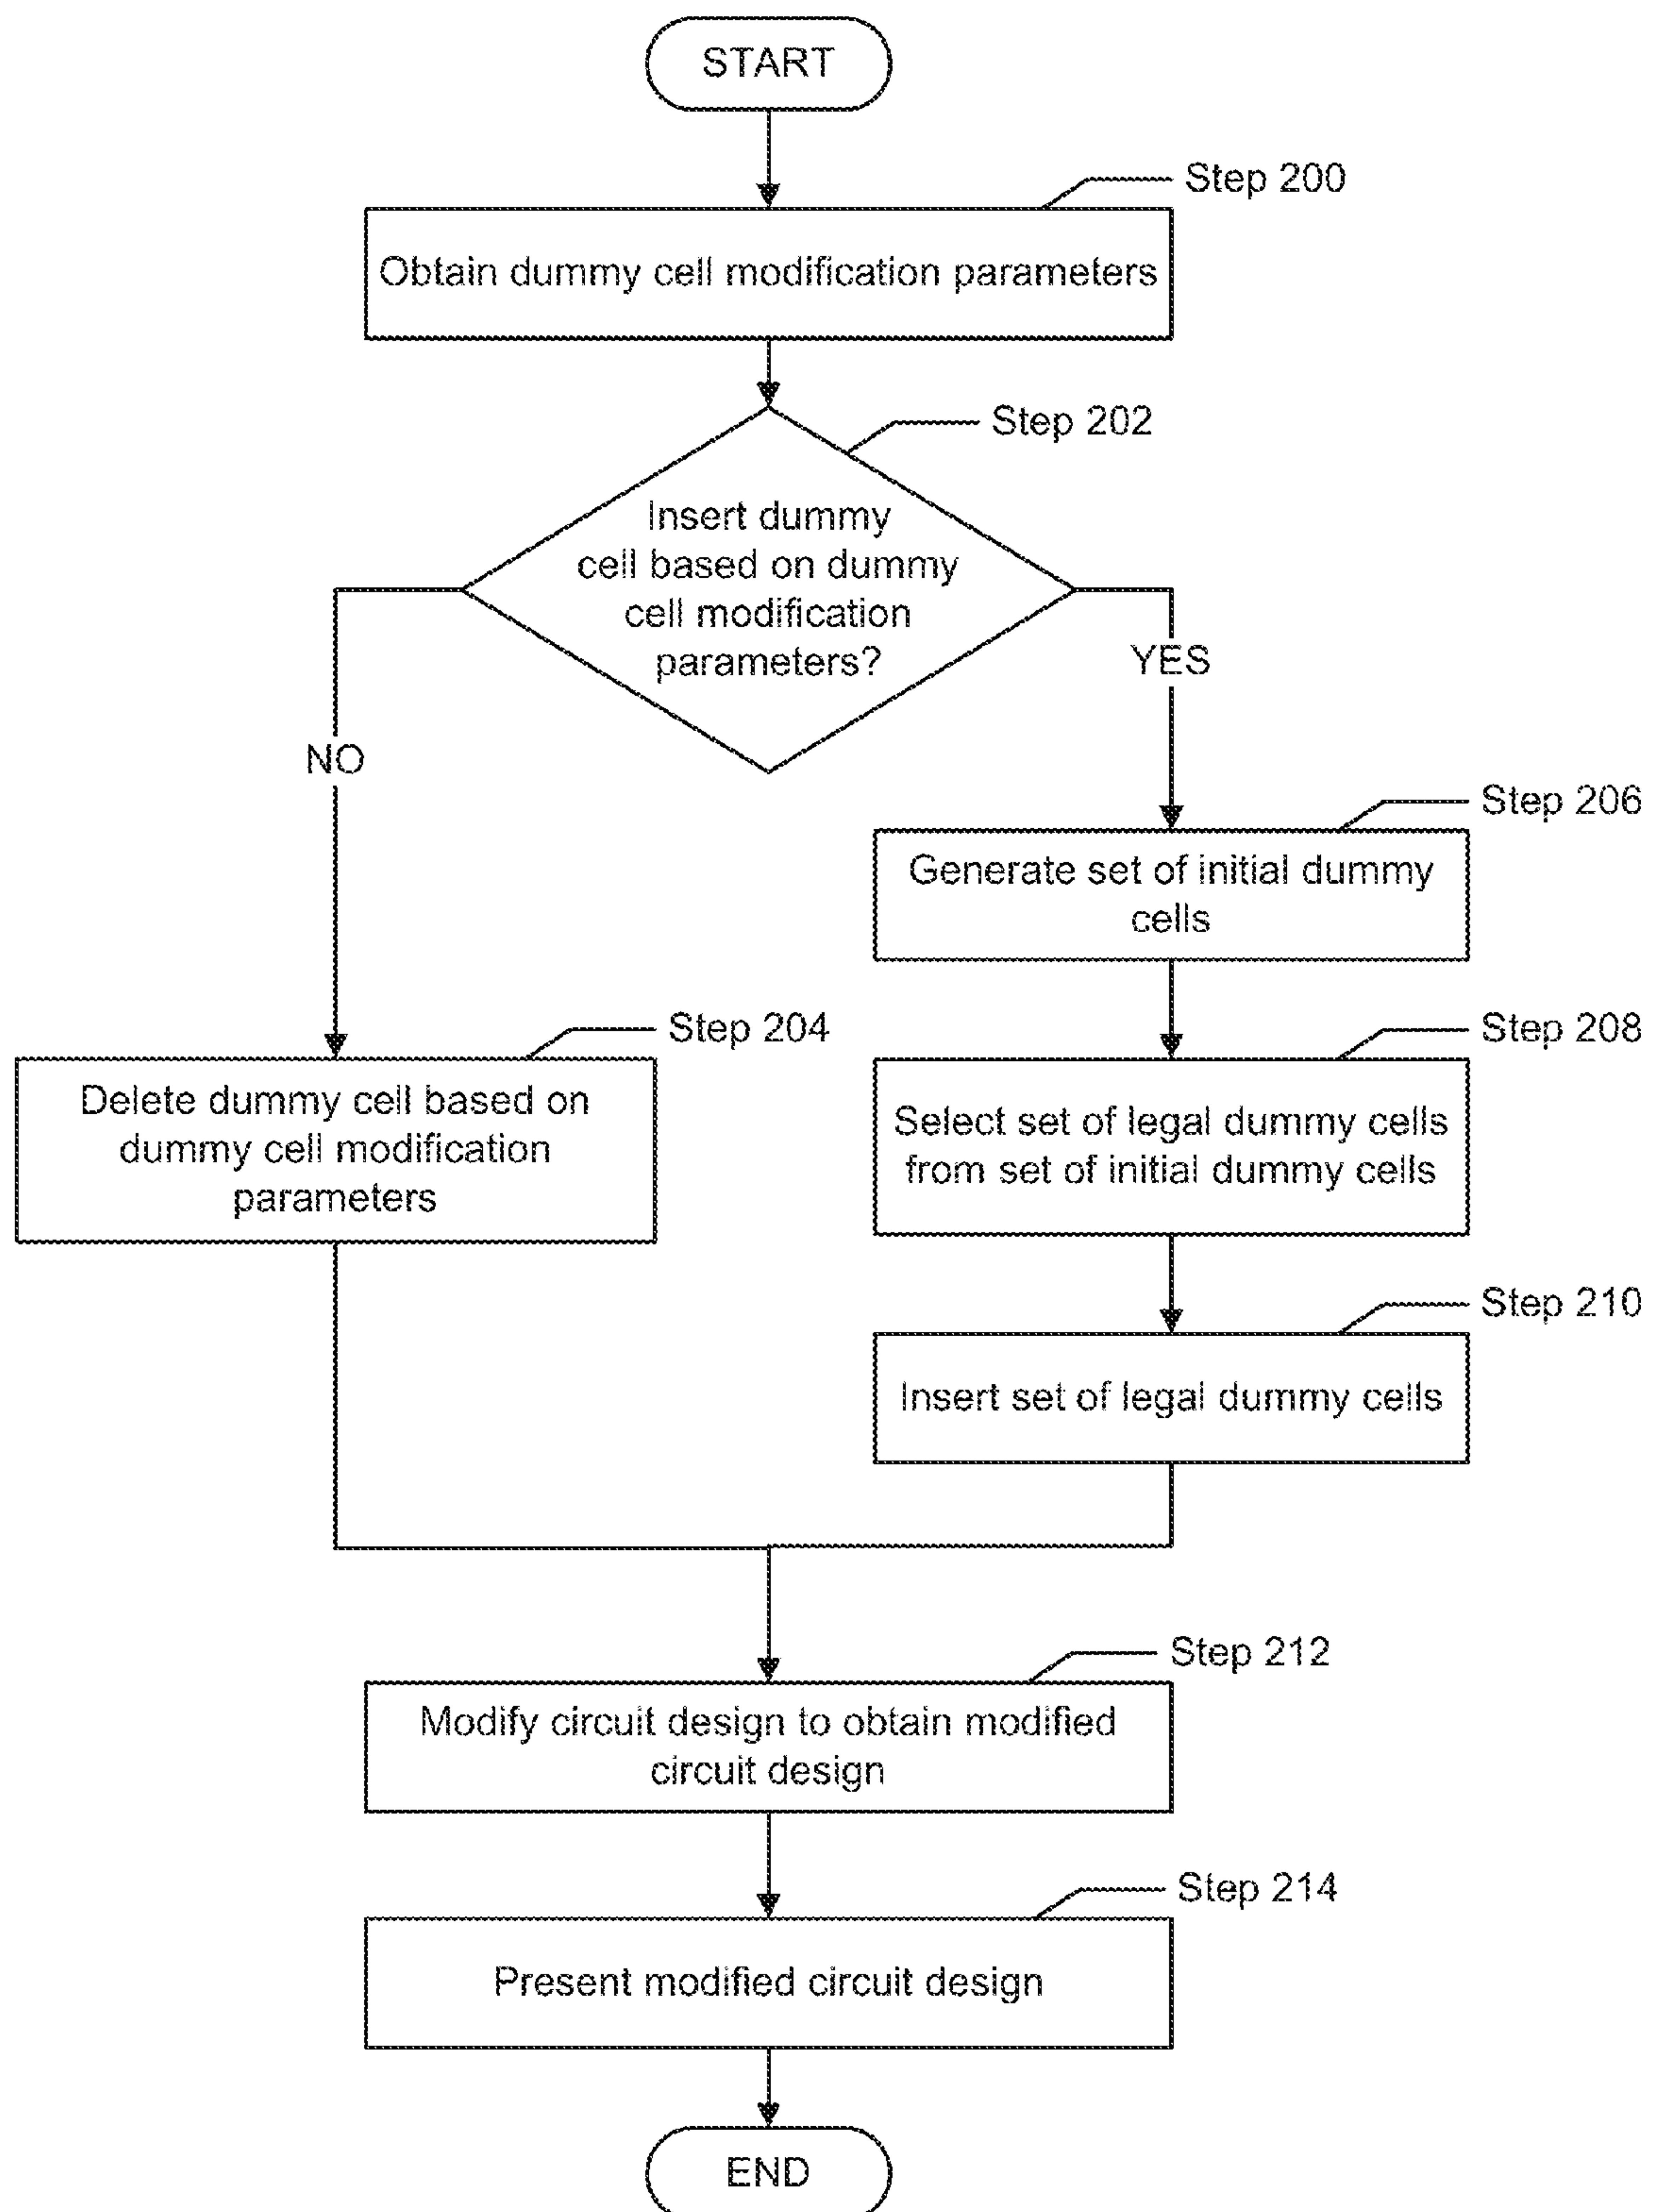 START
Step 200
Obtain dummy cell modification parameters
Step 202
Insert dummy
cell based on dummy
cell modification
parameters?
YES
NO
Step 206
Generate set of initial dummy
cells
Step 204
Delete dummy cell based on
dummy cell modification
parameters
Step 208
Select set of legal dummy cells
from set of initial dummy cells
Step 210
Insert set of legal dummy cells
Step 212
Modify circuit design to obtain modified
circuit design
Step 214
Present modified circuit design
END